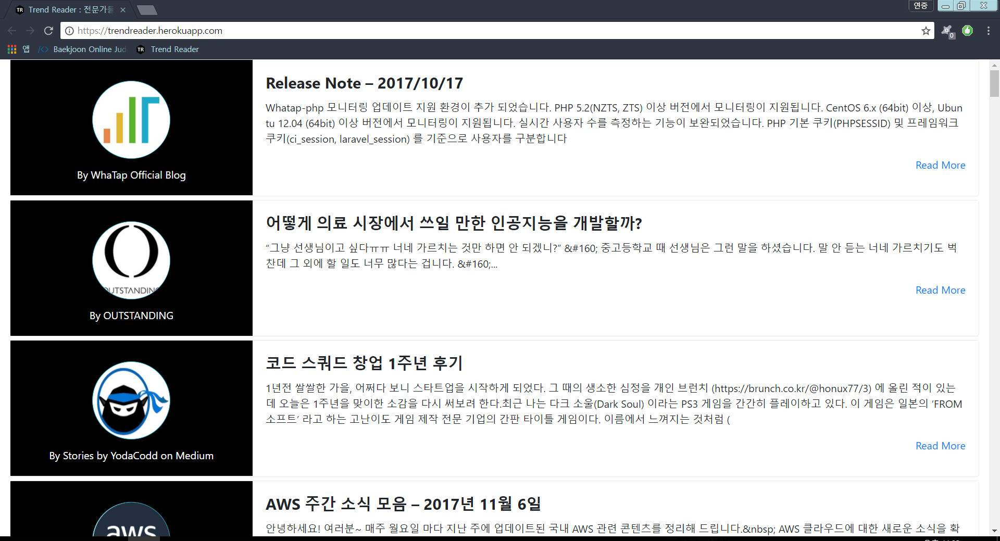 Trend Reader : 전문가들
연종
https://trendreader.herokuapp.com
0
앱
Baekjoon Online Jud
TR
Trend Reader
Release Note – 2017/10/17
Whatap-php 모니터링 업데이트 지원 환경이 추가 되었습니다. PHP 5.2(NZTS, ZTS) 이상 버전에서 모니터링이 지원됩니다. CentOS 6.x (64bit) 이상, Ubun
tu 12.04 (64bit) 이상 버전에서 모니터링이 지원됩니다. 실시간 사용자 수를 측정하는 기능이 보완되었습니다. PHP 기본 쿠키(PHPSESSID) 및 프레임워크
쿠키(ci_session, laravel_session) 를 기준으로 사용자를 구분합니다
Read More
By WhaTap Official Blog
어떻게 의료 시장에서 쓰일 만한 인공지능을 개발할까?
“그냥 선생님이고 싶다ㅠㅠ 너네 가르치는 것만 하면 안 되겠니?” &#160; 중고등학교 때 선생님은 그런 말을 하셨습니다. 말 안 듣는 너네 가르치기도 벅
찬데 그 외에 할 일도 너무 많다는 겁니다. &#160;...
Read More
OUTSTANDING
By OUTSTANDING
코드 스쿼드 창업 1주년 후기
1년전 쌀쌀한 가을, 어쩌다 보니 스타트업을 시작하게 되었다. 그 때의 생소한 심정을 개인 브런치 (https://brunch.co.kr/@honux77/3) 에 올린 적이 있는
데 오늘은 1주년을 맞이한 소감을 다시 써보려 한다.최근 나는 다크 소울(Dark Soul) 이라는 PS3 게임을 간간히 플레이하고 있다. 이 게임은 일본의 ‘FROM
소프트’ 라고 하는 고난이도 게임 제작 전문 기업의 간판 타이틀 게임이다. 이름에서 느껴지는 것처럼 (
Read More
By Stories by YodaCodd on Medium
AWS 주간 소식 모음 – 2017년 11월 6일
안녕하세요! 여러분~ 매주 월요일 마다 지난 주에 업데이트된 국내 AWS 관련 콘텐츠를 정리해 드립니다.&nbsp; AWS 클라우드에 대한 새로운 소식을 확
aws